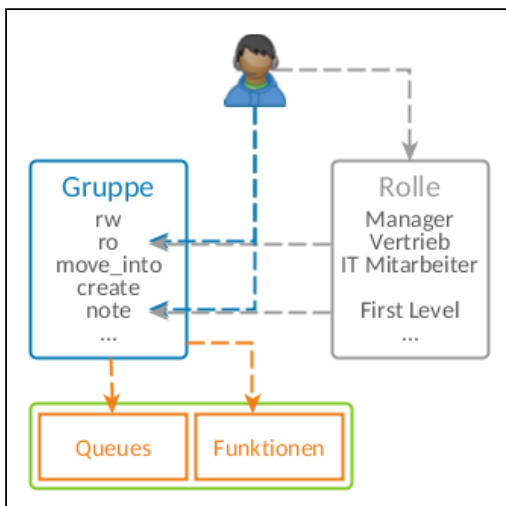 Gruppe
rw
ro
move_into
create
note
...
Rolle
Manager
Vertrieb
IT Mitarbeiter
First Level
...
Queues
Funktionen